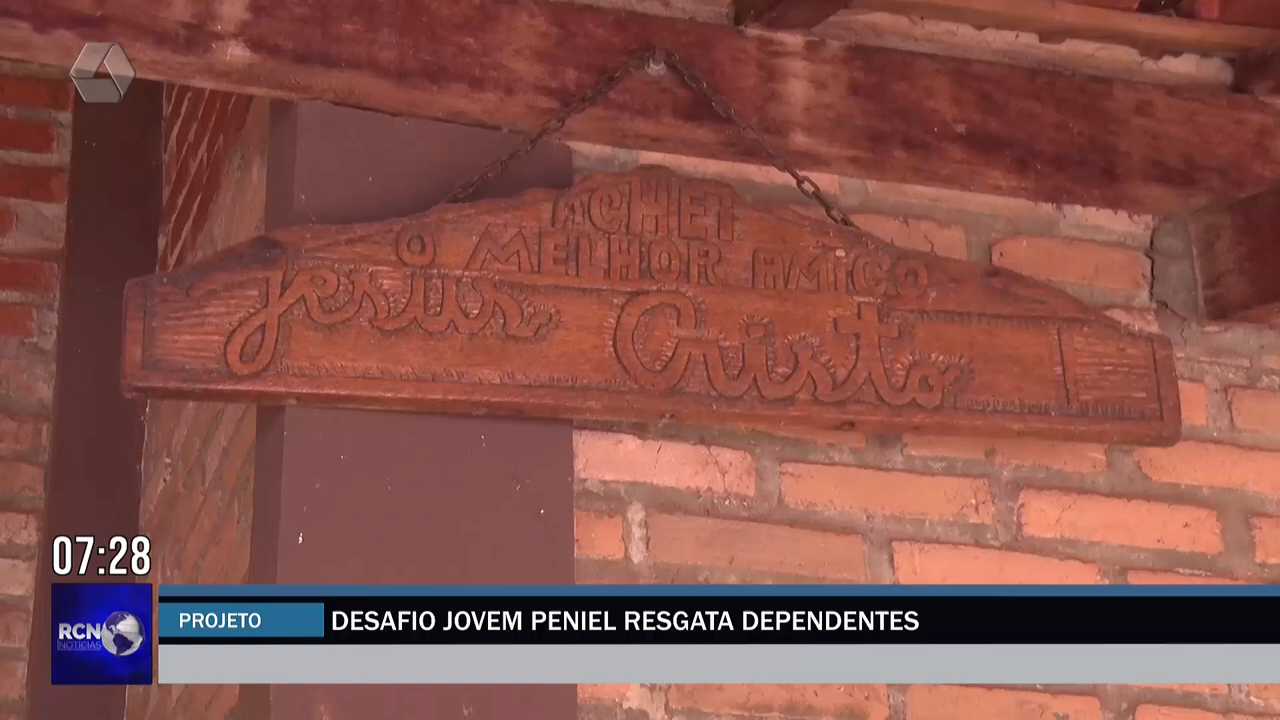 ACHEI
O MELHOR AMIGO
Jesus Cristo
07:28
RCN
NOTÍCIAS
PROJETO
DESAFIO JOVEM PENIEL RESGATA DEPENDENTES